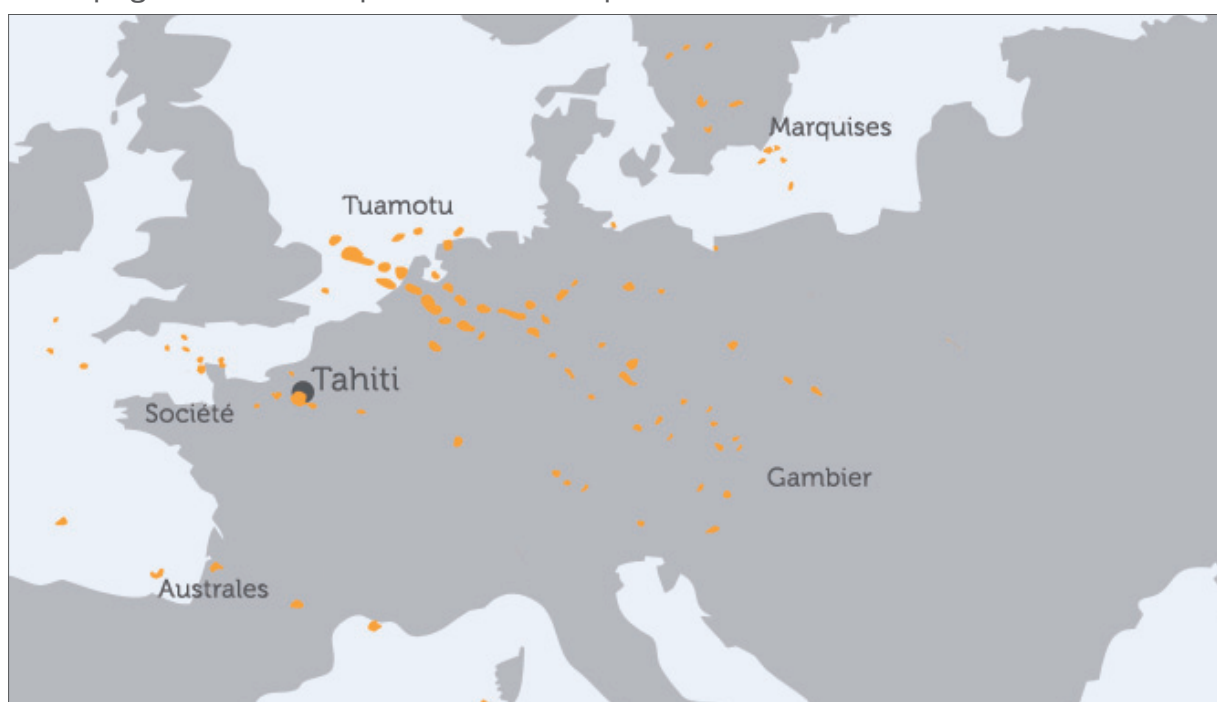 Marquises
Tuamotu
Tahiti
Société
Gambier
Australes